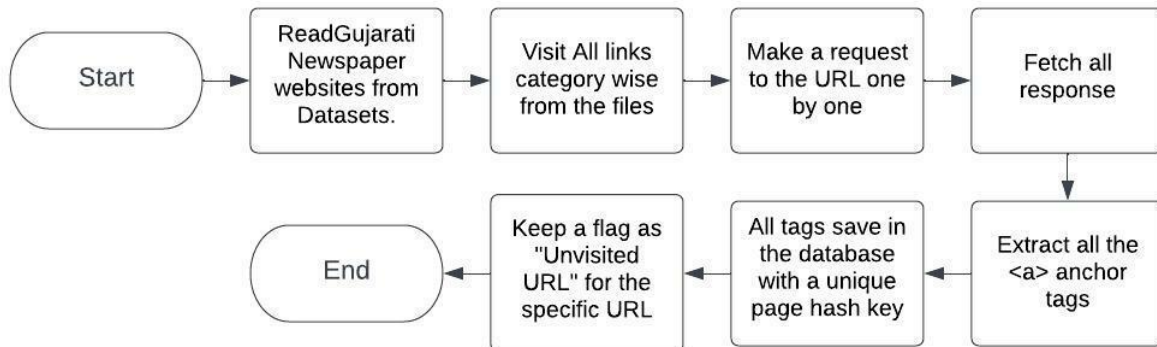 Start
ReadGujarati
Newspaper
websites from
Datasets.
Visit All links
category wise
from the files
Make a request
to the URL one
by one
Fetch all
response
Extract all the
<a> anchor
tags
All tags save in
the database
with a unique
page hash key
Keep a flag as
"Unvisited
URL" for the
specific URL
End